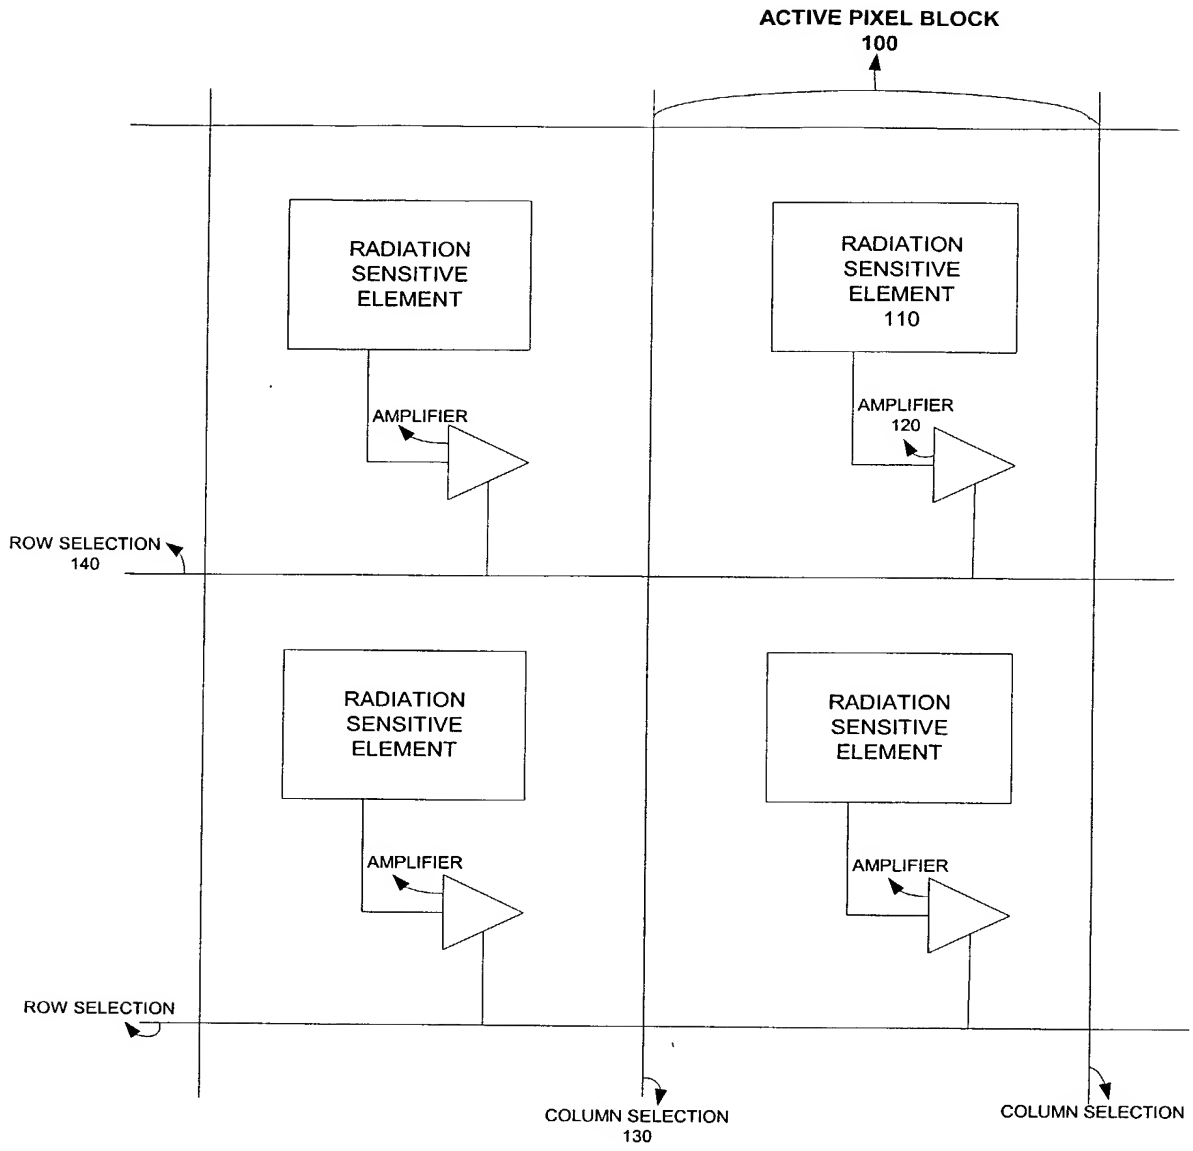 ACTIVE PIXEL BLOCK
100
RADIATION
SENSITIVE
ELEMENT
RADIATION
SENSITIVE
ELEMENT
110
AMPLIFIER
AMPLIFIER
120
ROW SELECTION
140
RADIATION
SENSITIVE
ELEMENT
RADIATION
SENSITIVE
ELEMENT
AMPLIFIER
AMPLIFIER
ROW SELECTION
COLUMN SELECTION
130
COLUMN SELECTION